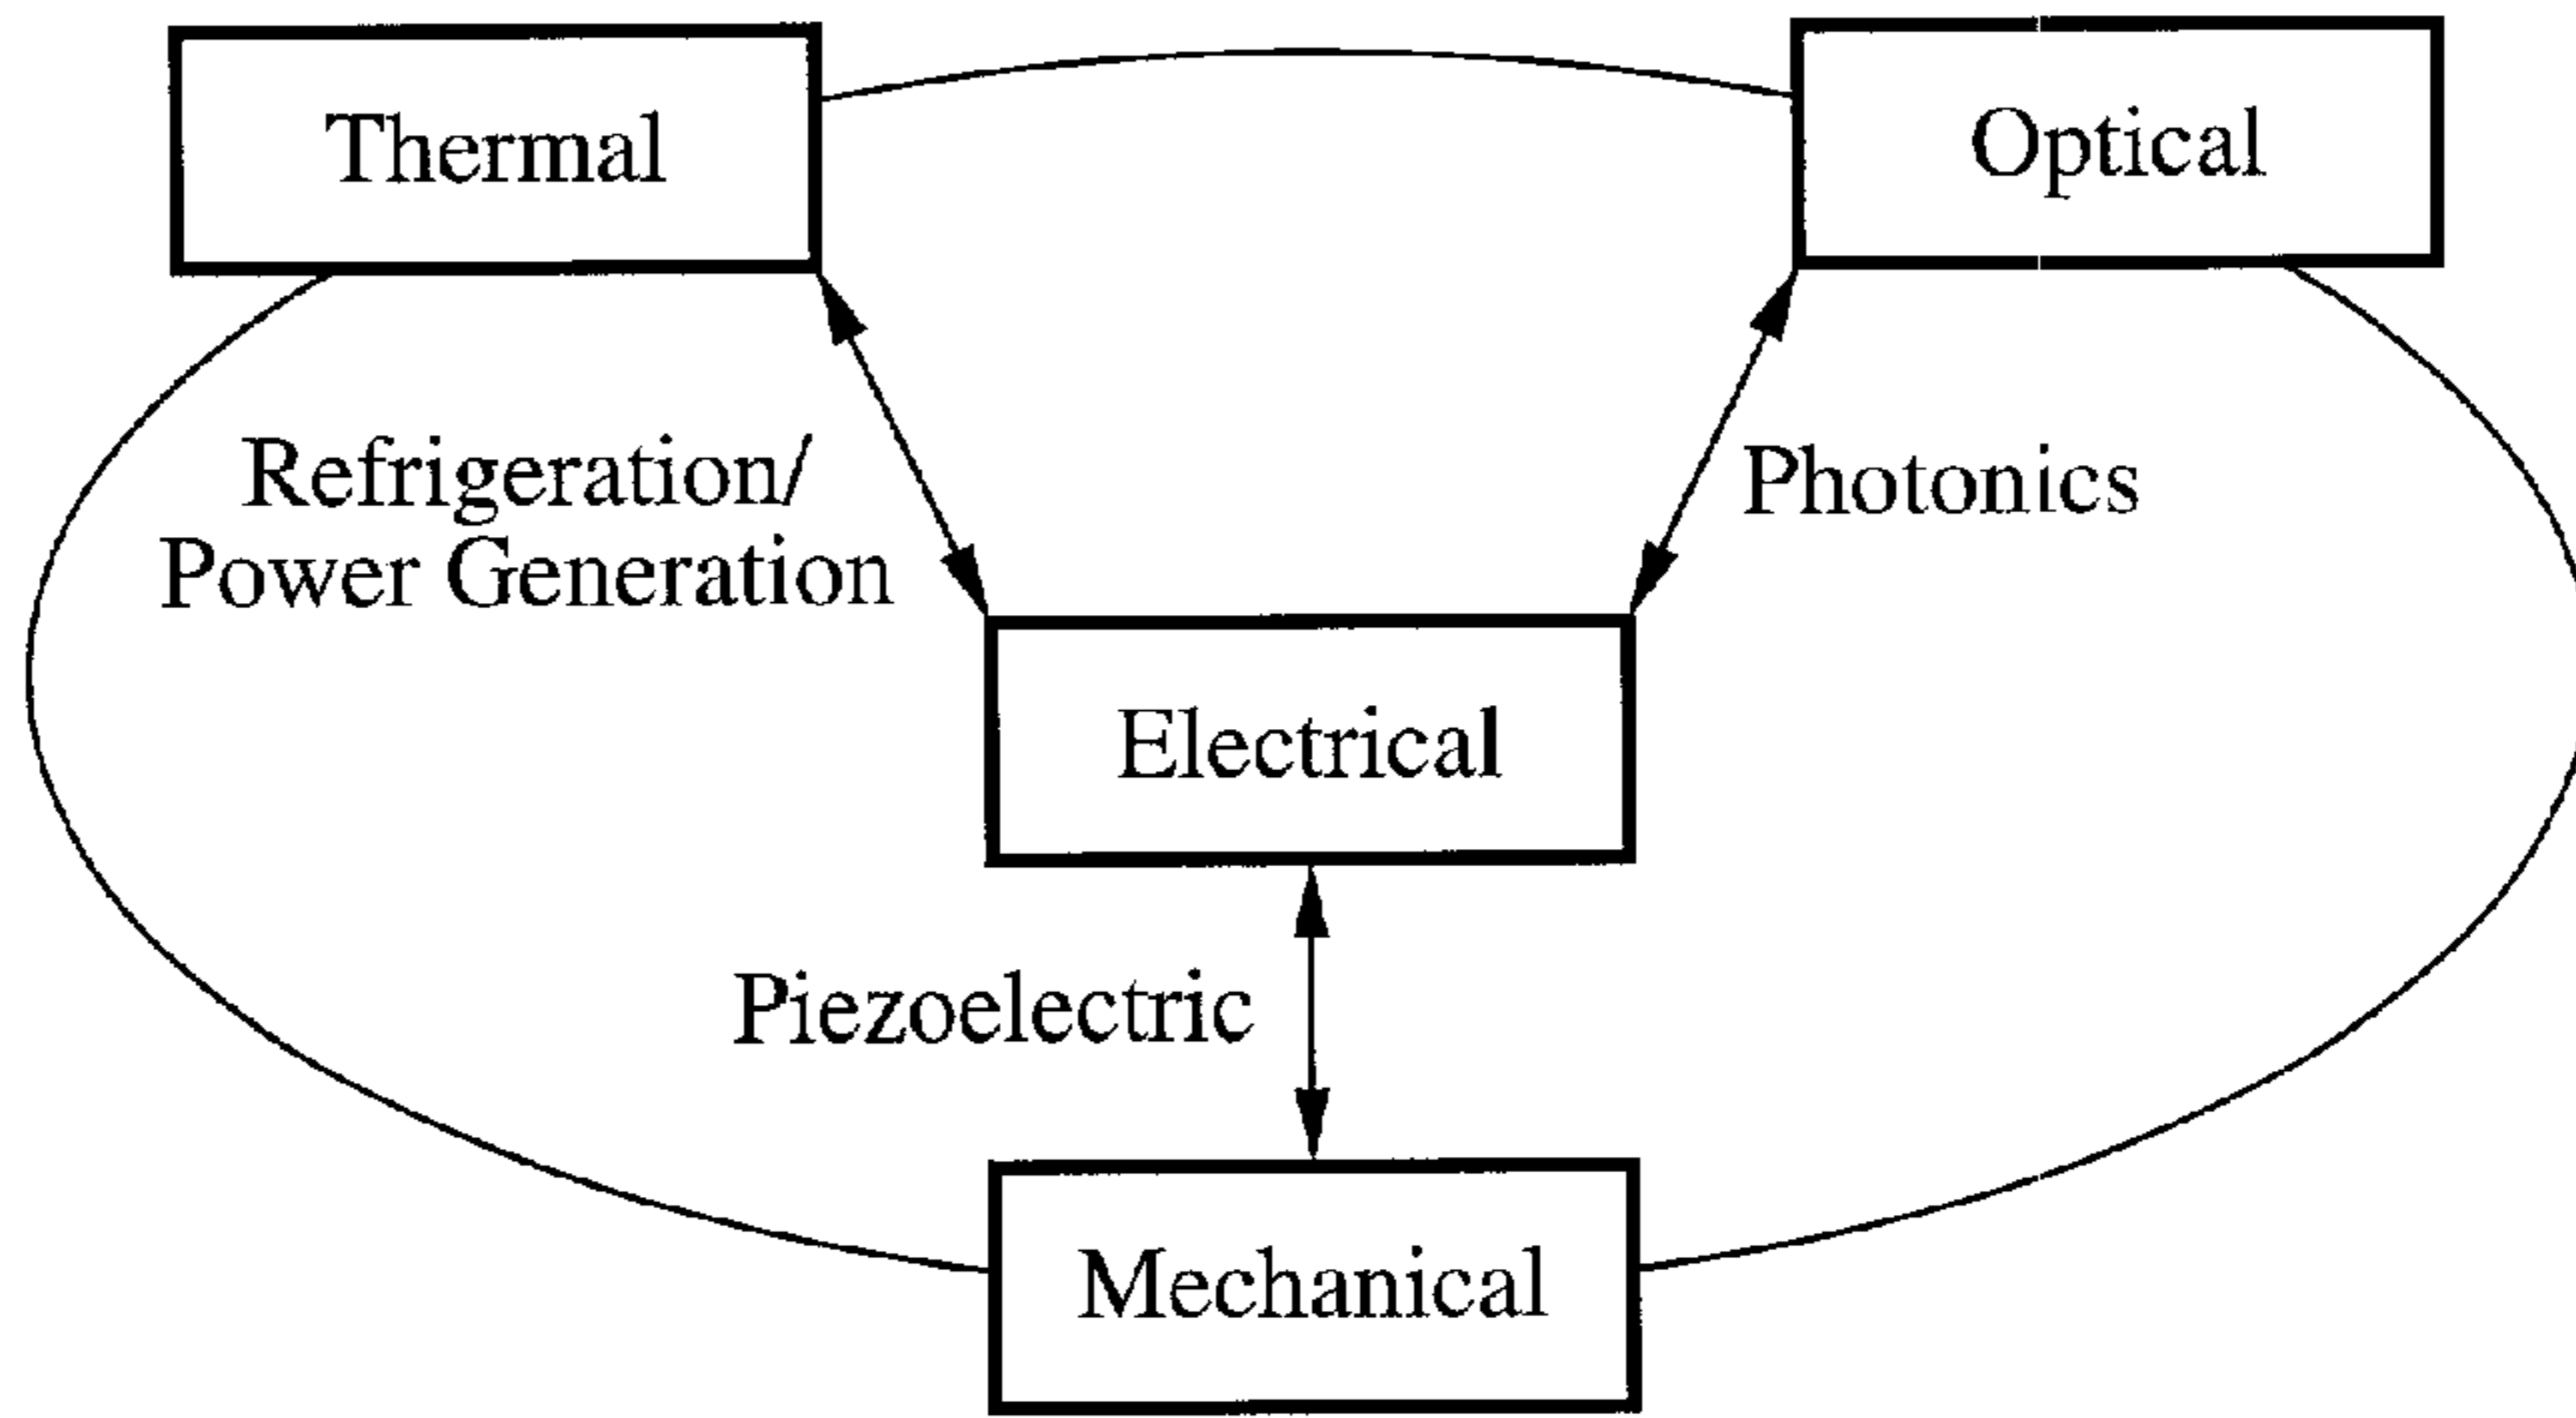 Thermal
Optical
Refrigeration/
Power Generation
Photonics
Electrical
Piezoelectric
Mechanical